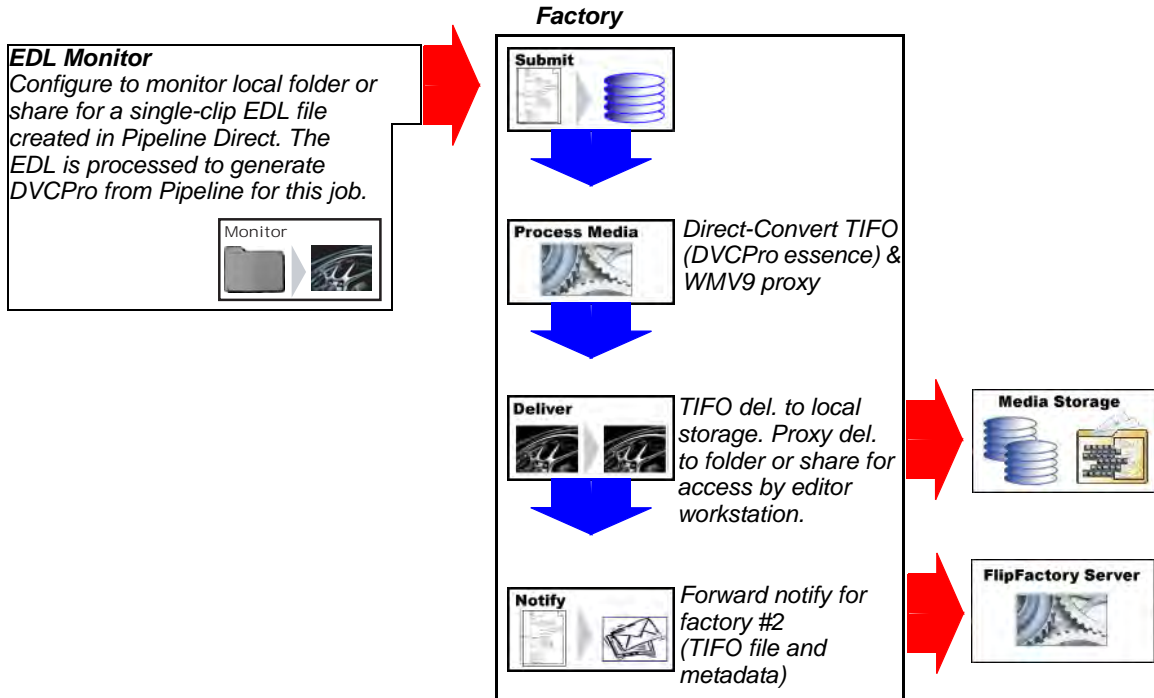 Factory
EDL Monitor
Configure to monitor local folder or
share for a single-clip EDL file
created in Pipeline Direct. The
EDL is processed to generate
DVCPro from Pipeline for this job.
Monitor
Submit
Process Media
Direct-Convert TIFO
(DVCPro essence) &
WMV9 proxy
Deliver
TIFO del. to local
storage. Proxy del.
to folder or share for
access by editor
workstation.
Media Storage
Notify
Forward notify for
factory #2
(TIFO file and
metadata)
FlipFactory Server